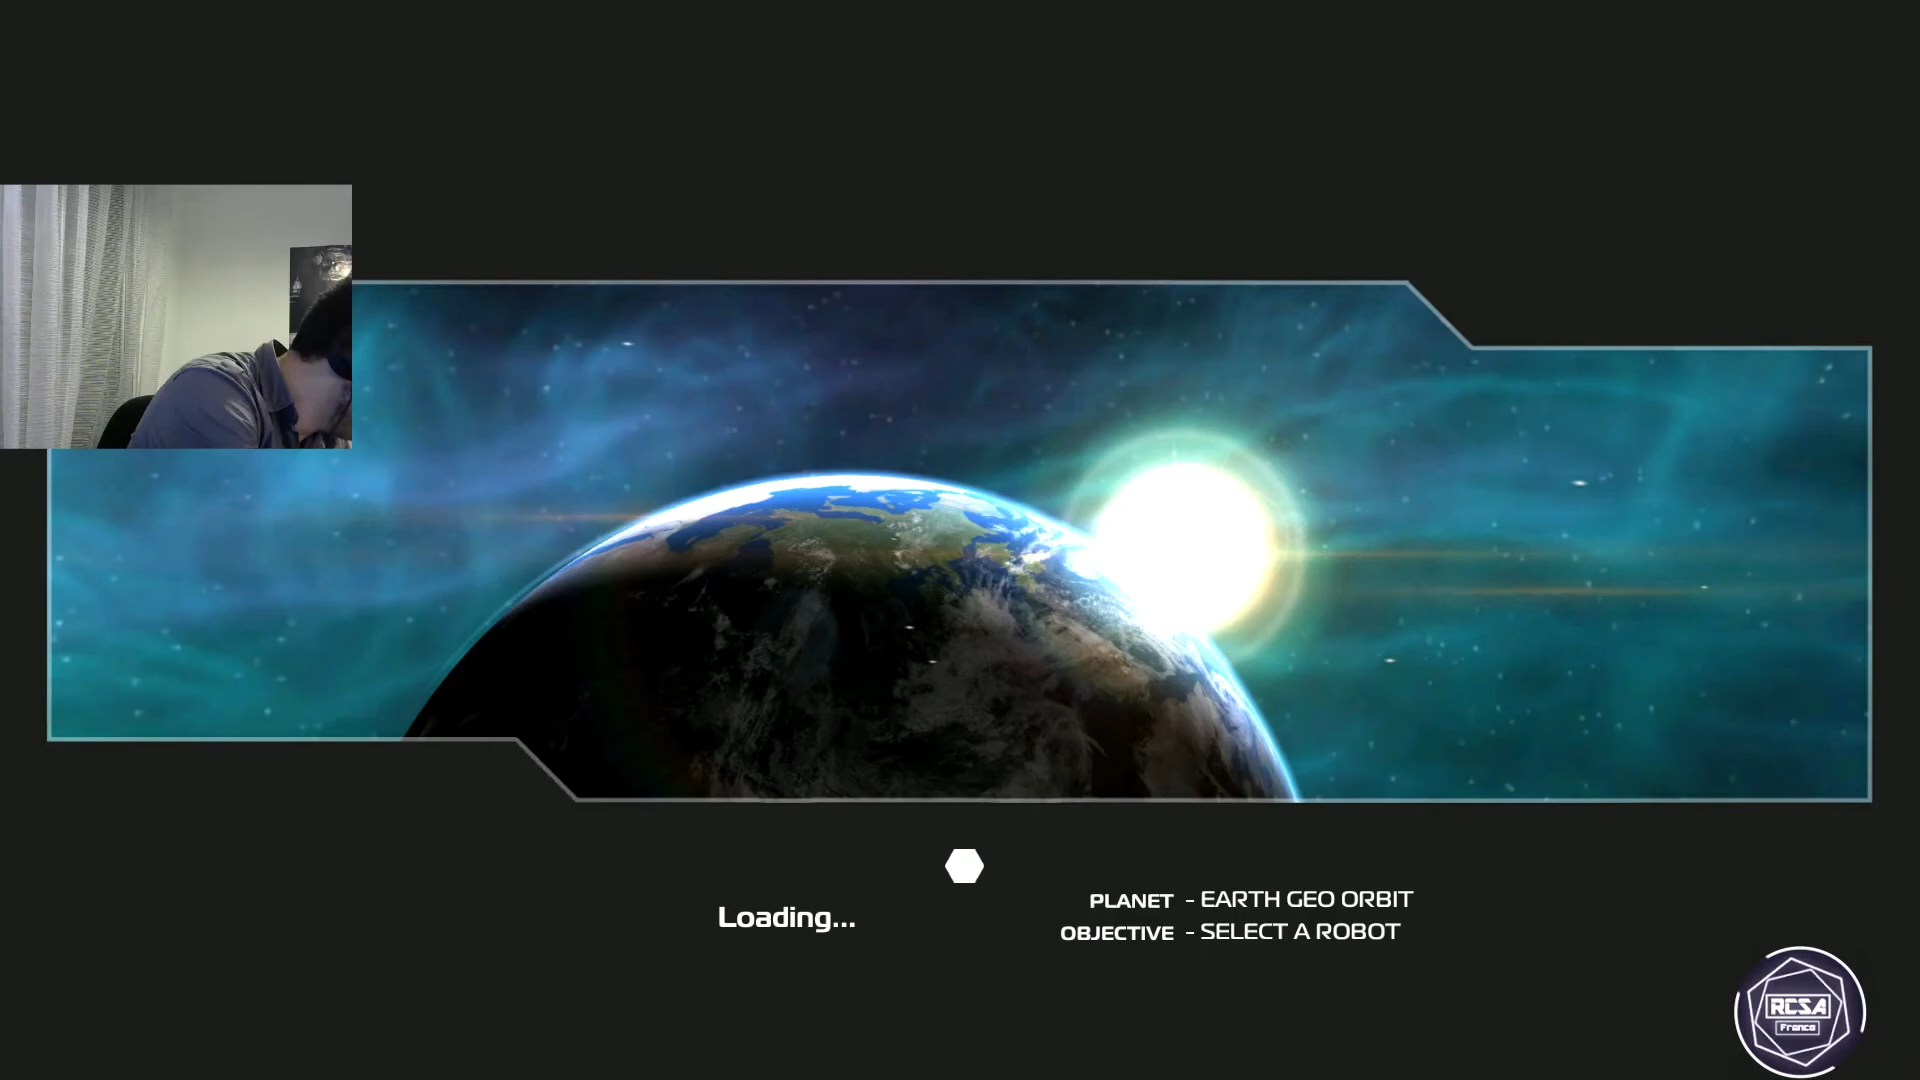 Loading...
PLANET - EARTH GEO ORBIT
OBJECTIVE - SELECT A ROBOT
RCSA
France